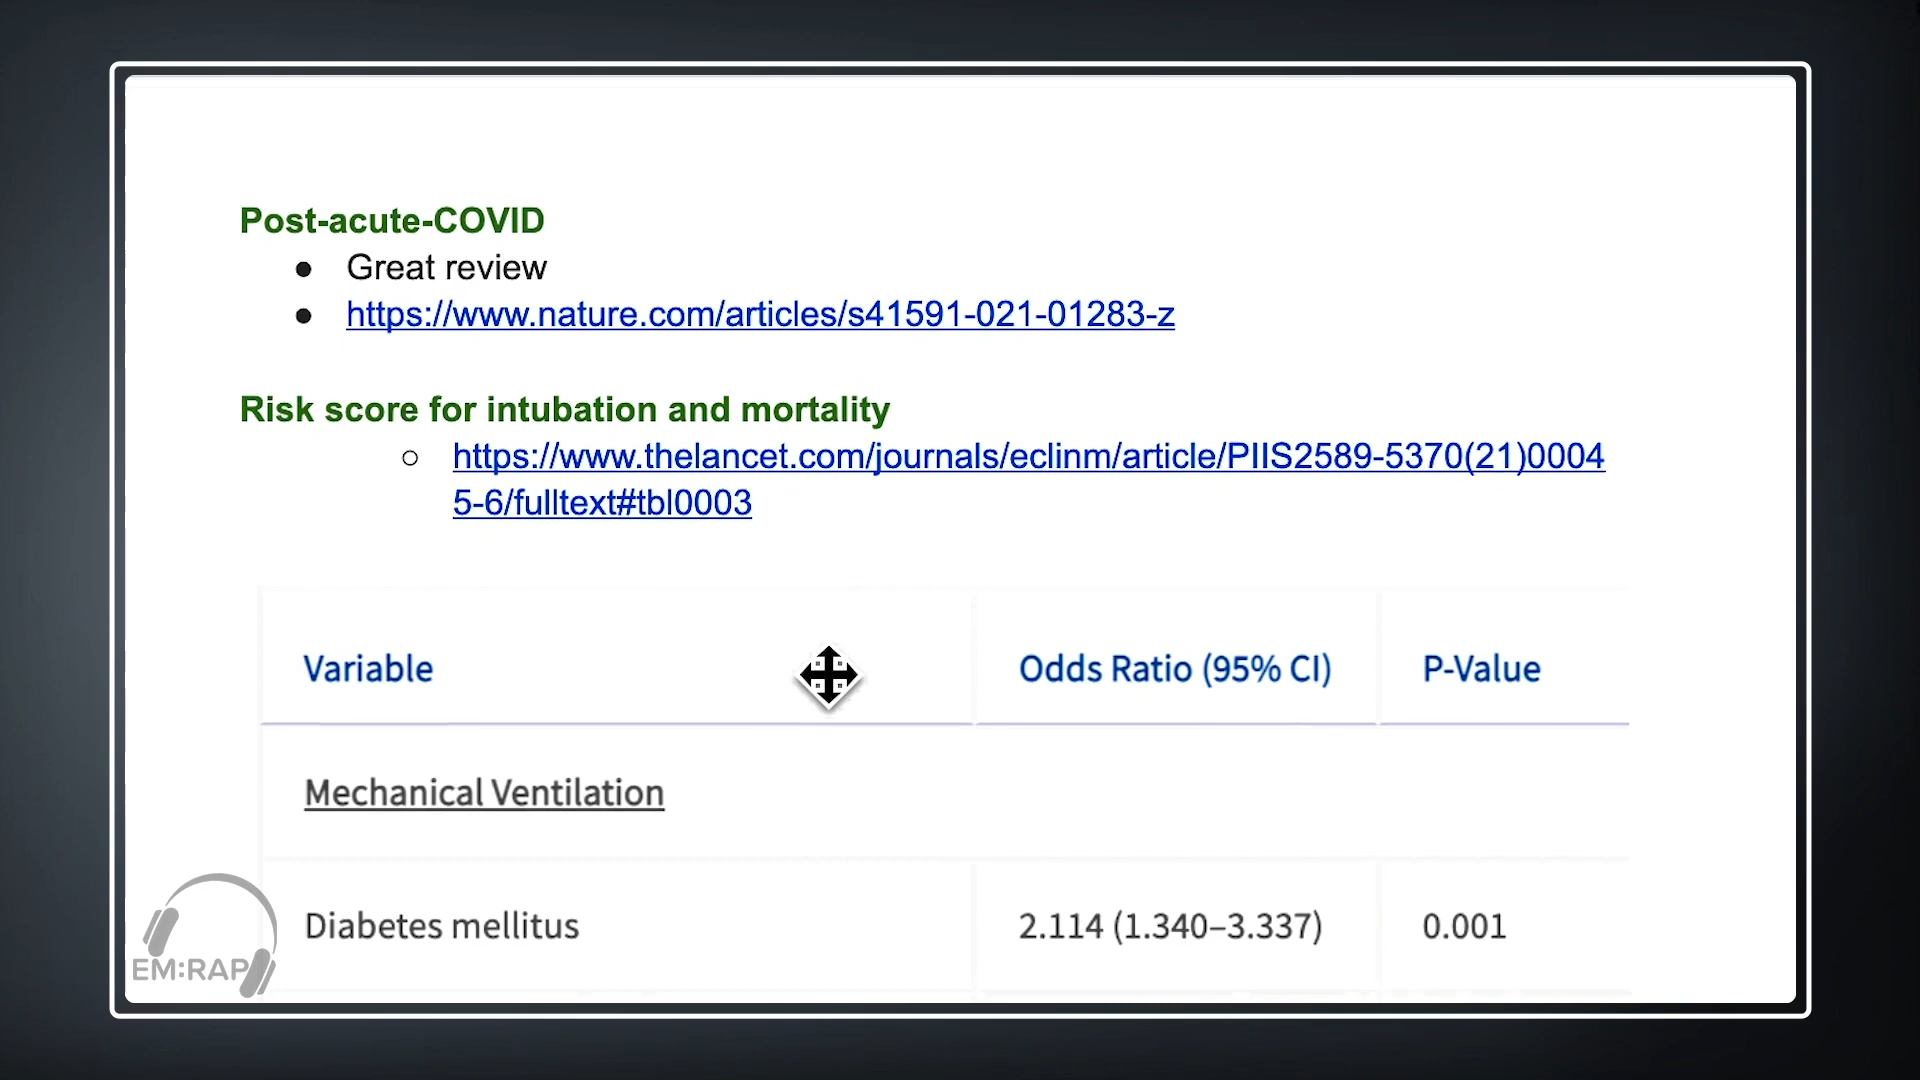 Post-acute-COVID
● Great review
● https://www.nature.com/articles/s41591-021-01283-z
Risk score for intubation and mortality
○ https://www.thelancet.com/journals/eclinm/article/PIIS2589-5370(21)0004
5-6/fulltext#tbl0003
Variable Odds Ratio (95% CI) P-Value
Mechanical Ventilation
Diabetes mellitus 2.114 (1.340–3.337) 0.001
EM:RAP